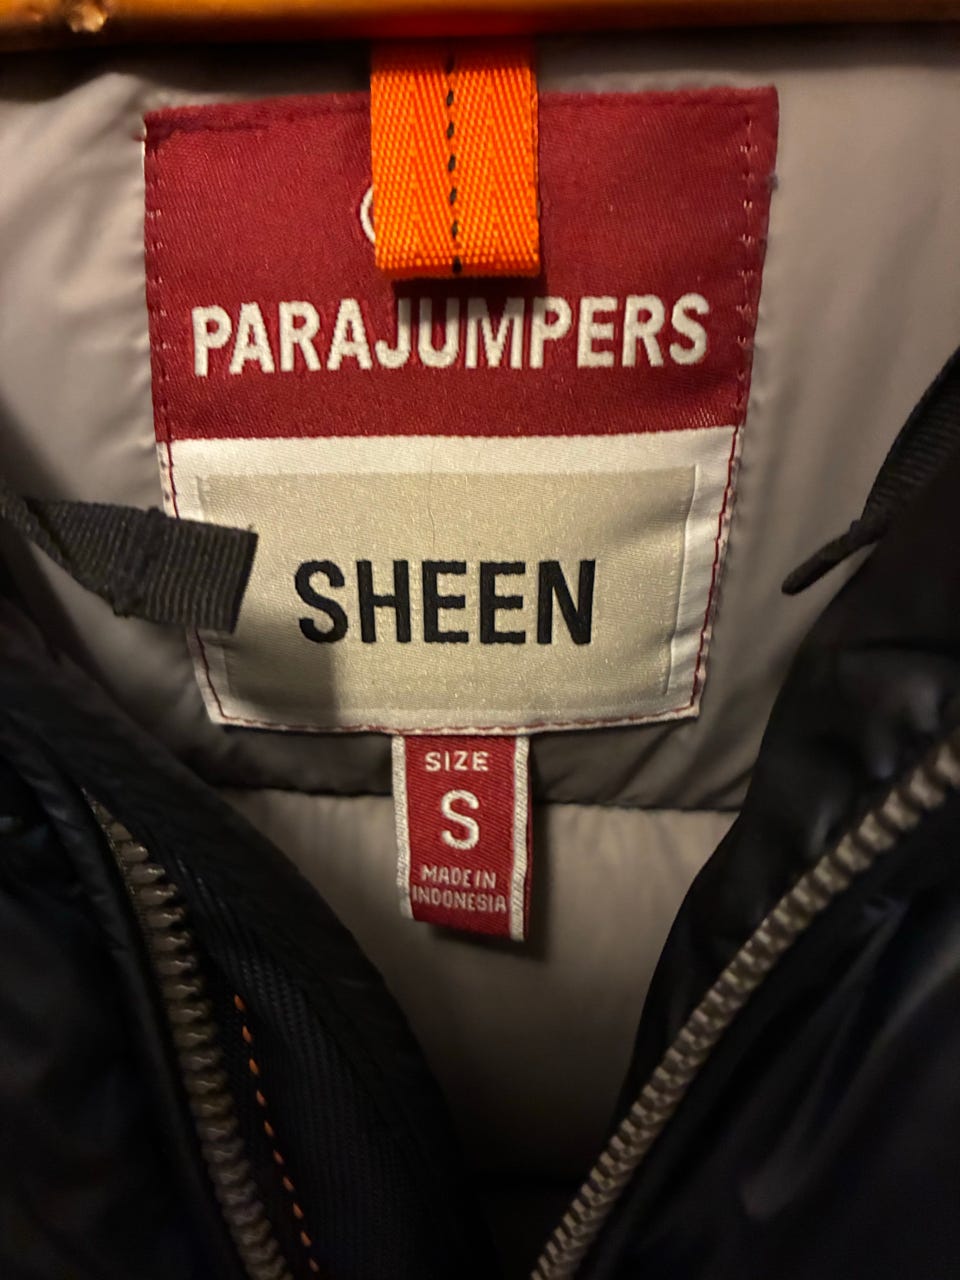 PARAJUMPERS
SHEEN
SIZE
S
MADE IN
INDONESIA